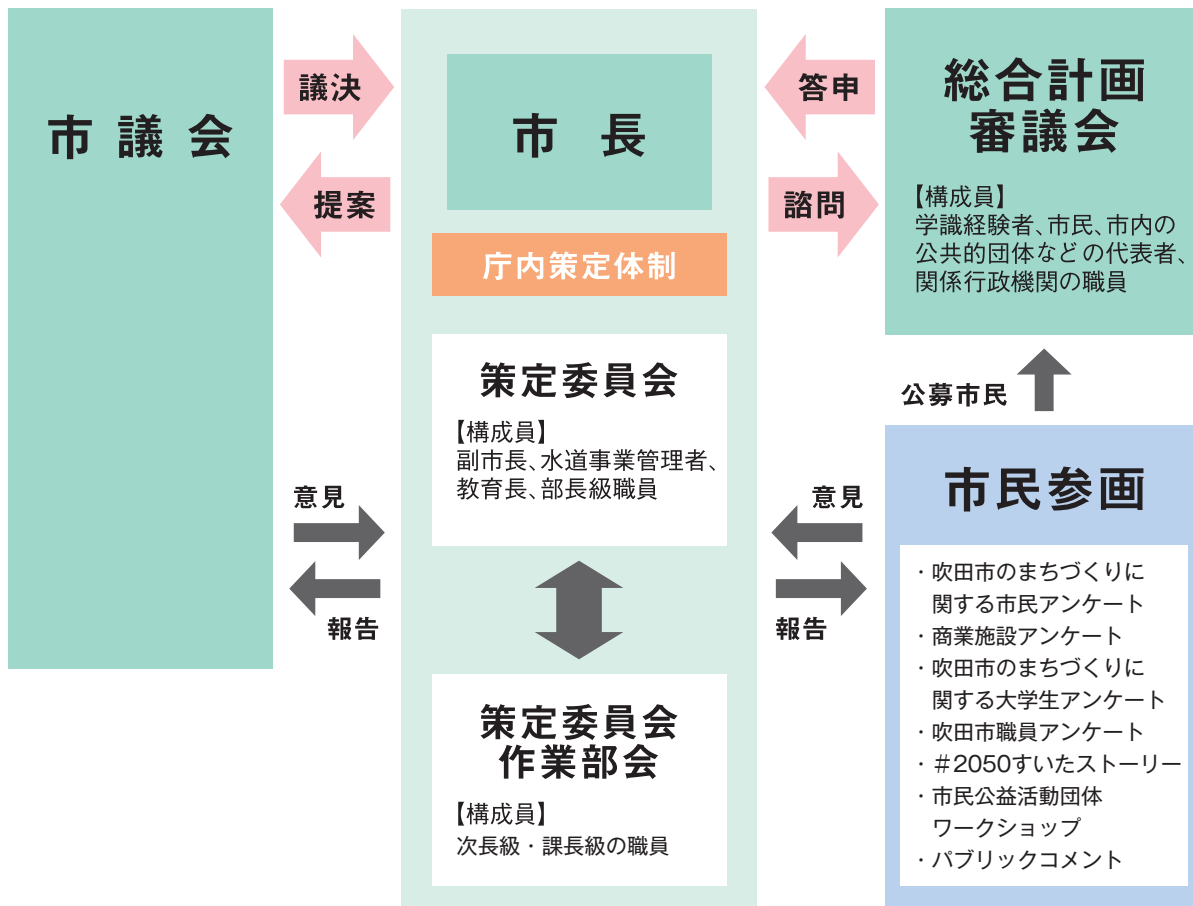 市議会
議決
提案
市長
答申
諮問
総合計画
審議会
【構成員】
学識経験者、市民、市内の
公共的団体などの代表者、
関係行政機関の職員
庁内策定体制
策定委員会
【構成員】
副市長、水道事業管理者、
教育長、部長級職員
意見
報告
意見
報告
公募市民
策定委員会
作業部会
【構成員】
次長級・課長級の職員
市民参画
・吹田市のまちづくりに
関する市民アンケート
・商業施設アンケート
・吹田市のまちづくりに
関する大学生アンケート
・吹田市職員アンケート
・＃2050すいたストーリー
・市民公益活動団体
ワークショップ
・パブリックコメント